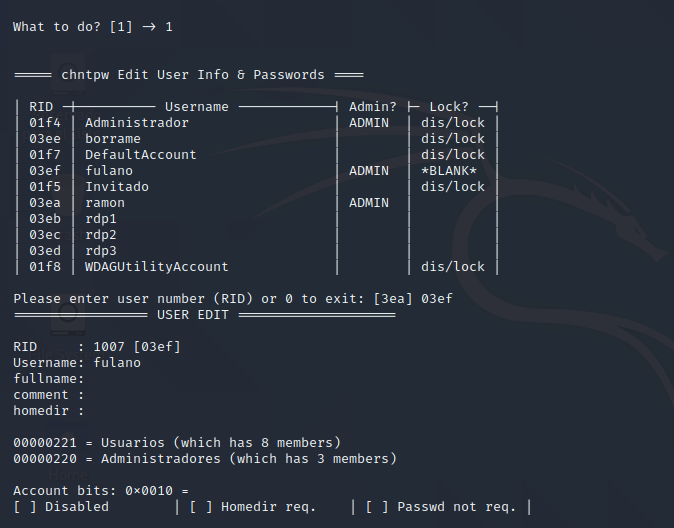 What to do? [1] -> 1
===== chntpw Edit User Info & Passwords ====
| RID -|---------- Username ------------| Admin? |- Lock? --|
| 01f4 | Administrador | ADMIN | dis/lock |
| 03ee | borrame | | dis/lock |
| 01f7 | DefaultAccount | | dis/lock |
| 03ef | fulano | ADMIN | *BLANK* |
| 01f5 | Invitado | | dis/lock |
| 03ea | ramon | ADMIN | |
| 03eb | rdp1 | | |
| 03ec | rdp2 | | |
| 03ed | rdp3 | | |
| 01f8 | WDAGUtilityAccount | | dis/lock |
Please enter user number (RID) or 0 to exit: [3ea] 03ef
================= USER EDIT ====================
RID     : 1007 [03ef]
Username: fulano
fullname:
comment :
homedir :
00000221 = Usuarios (which has 8 members)
00000220 = Administradores (which has 3 members)
Account bits: 0x0010 =
[ ] Disabled | [ ] Homedir req. | [ ] Passwd not req. |